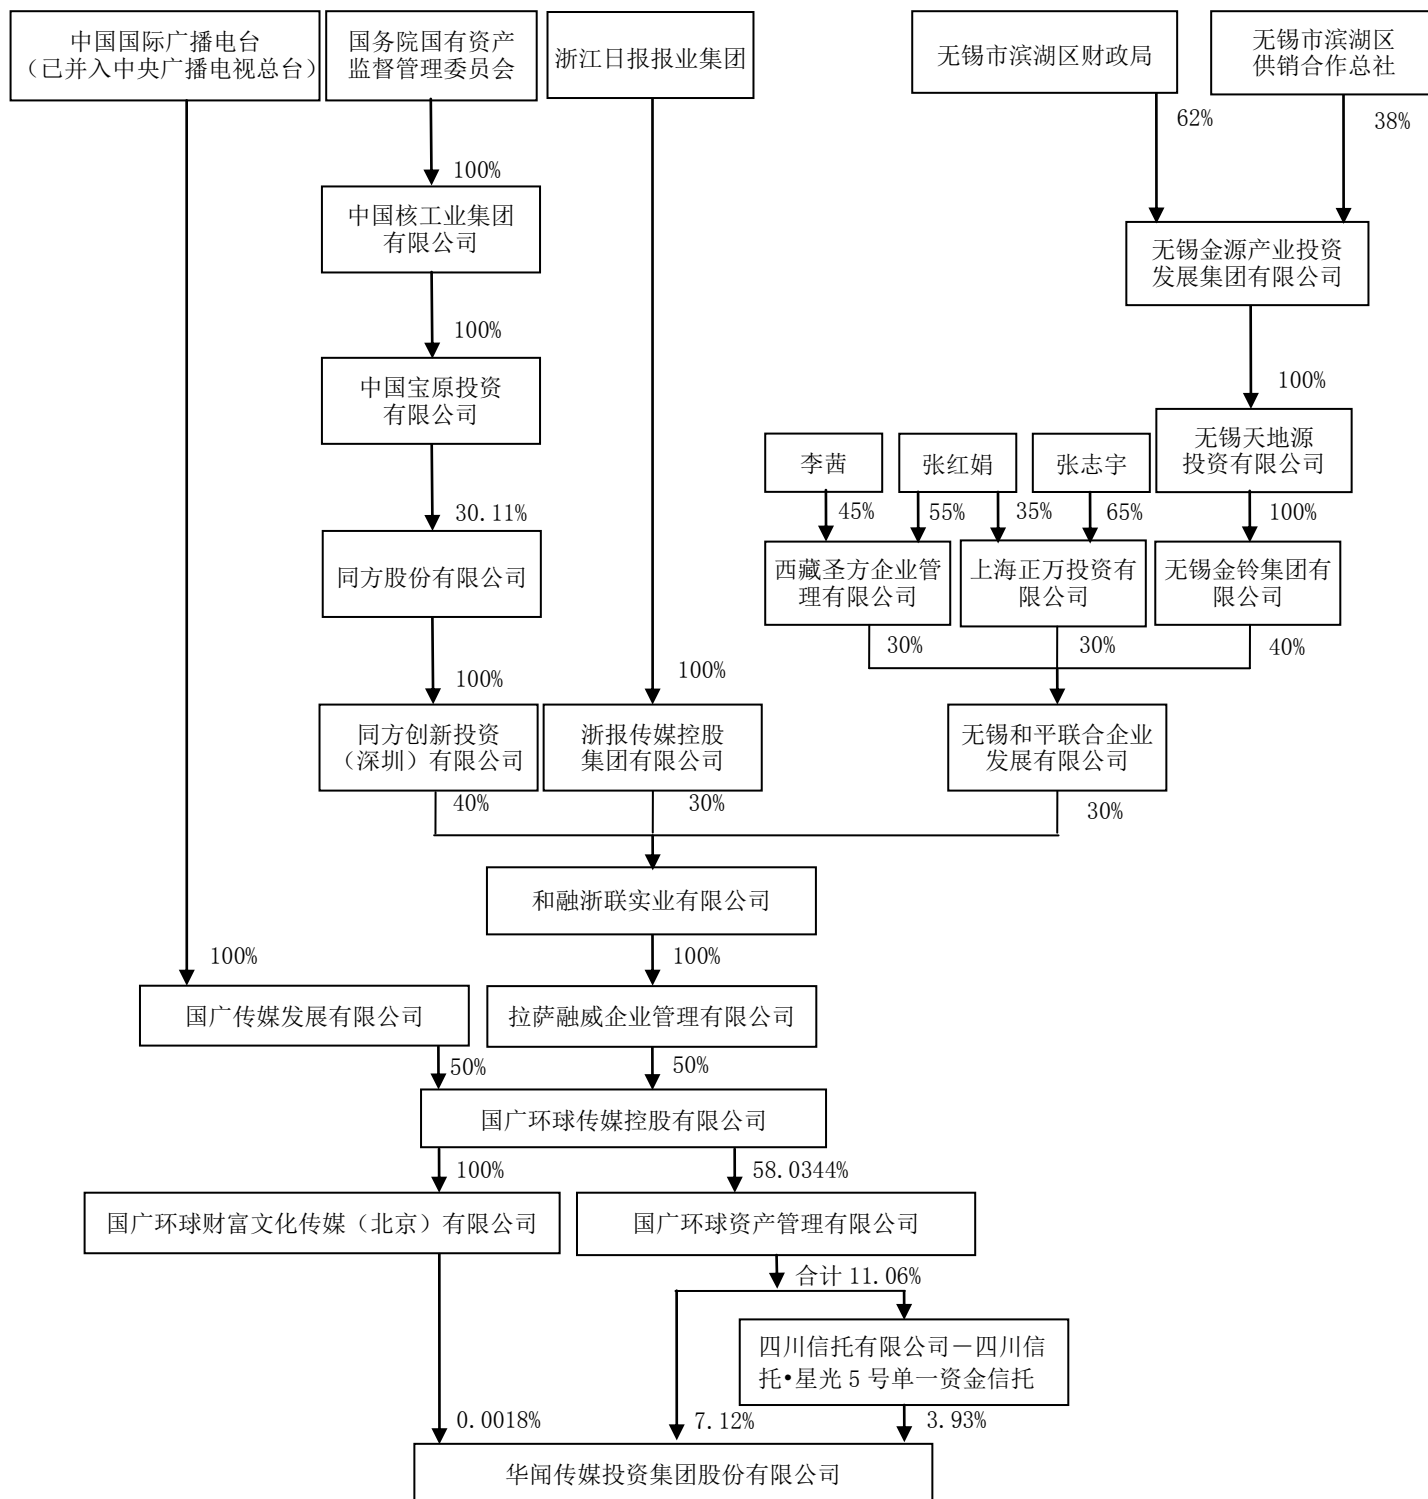 中国国际广播电台
（已并入中央广播电视总台）
国务院国有资产
监督管理委员会
浙江日报报业集团
无锡市滨湖区财政局
无锡市滨湖区
供销合作总社
62%
38%
100%
中国核工业集团
有限公司
无锡金源产业投资
发展集团有限公司
100%
中国宝原投资
有限公司
100%
无锡天地源
投资有限公司
李茜
张红娟
张志宇
30.11%
45%
55%
35%
65%
100%
同方股份有限公司
西藏圣方企业管
理有限公司
上海正万投资有
限公司
无锡金铃集团有
限公司
30%
30%
40%
100%
100%
同方创新投资
（深圳）有限公司
浙报传媒控股
集团有限公司
无锡和平联合企业
发展有限公司
40%
30%
30%
和融浙联实业有限公司
100%
100%
国广传媒发展有限公司
拉萨融威企业管理有限公司
50%
50%
国广环球传媒控股有限公司
100%
58.0344%
国广环球财富文化传媒（北京）有限公司
国广环球资产管理有限公司
合计 11.06%
四川信托有限公司－四川信
托•星光 5 号单一资金信托
0.0018%
7.12%
3.93%
华闻传媒投资集团股份有限公司